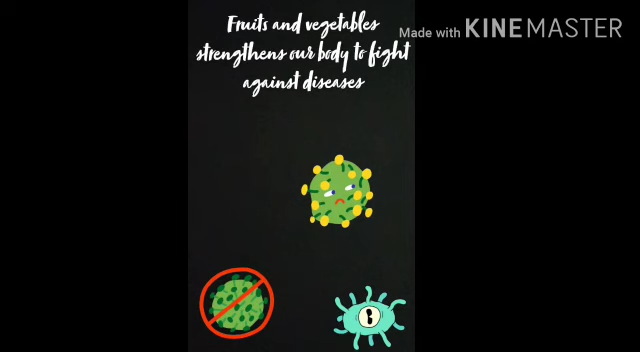 Fruits and vegetables
strengthens our body to fight
against diseases
Made with KINEMASTER